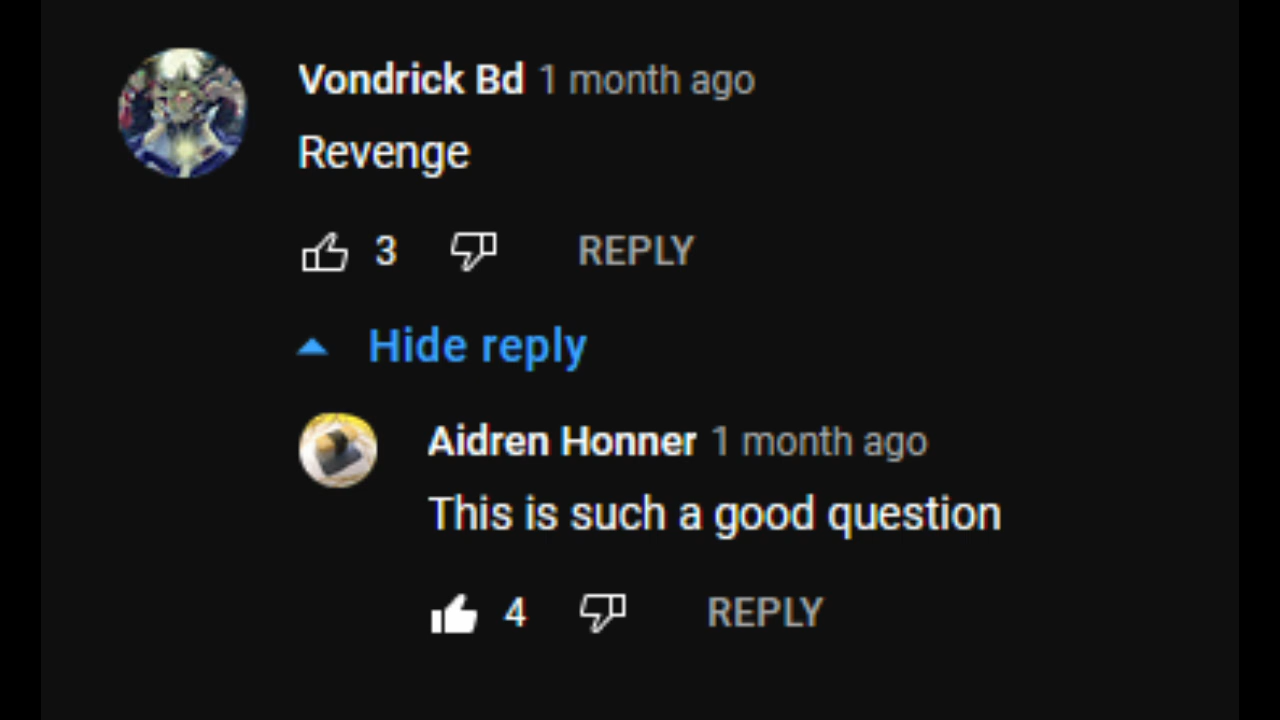 Vondrick Bd 1 month ago
Revenge
3 REPLY
Hide reply
Aidren Honner 1 month ago
This is such a good question
4 REPLY